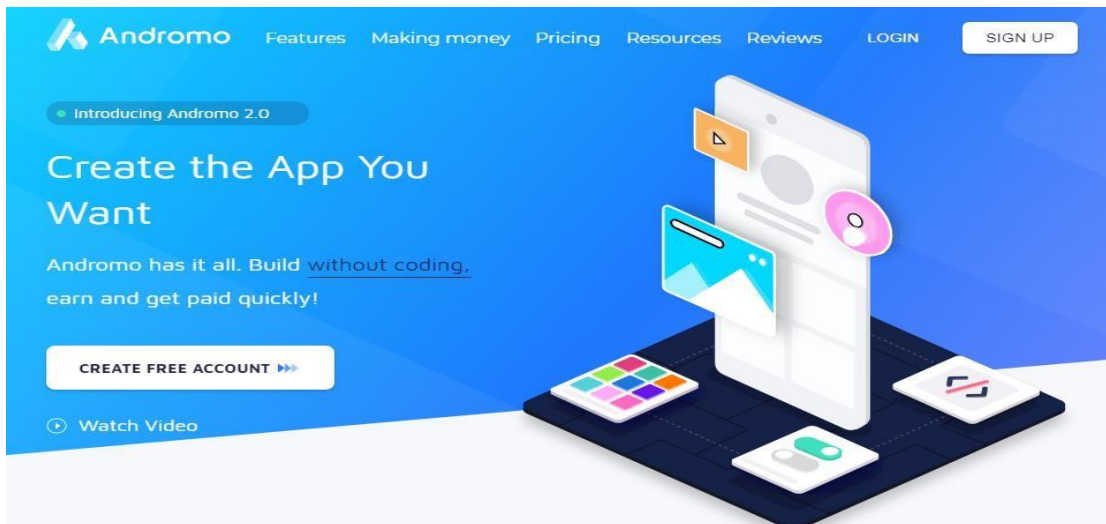 Andromo Features Making money Pricing Resources Reviews LOGIN SIGN UP
Introducing Andromo 2.0
Create the App You
Want
Andromo has it all. Build without coding,
earn and get paid quickly!
CREATE FREE ACCOUNT
Watch Video